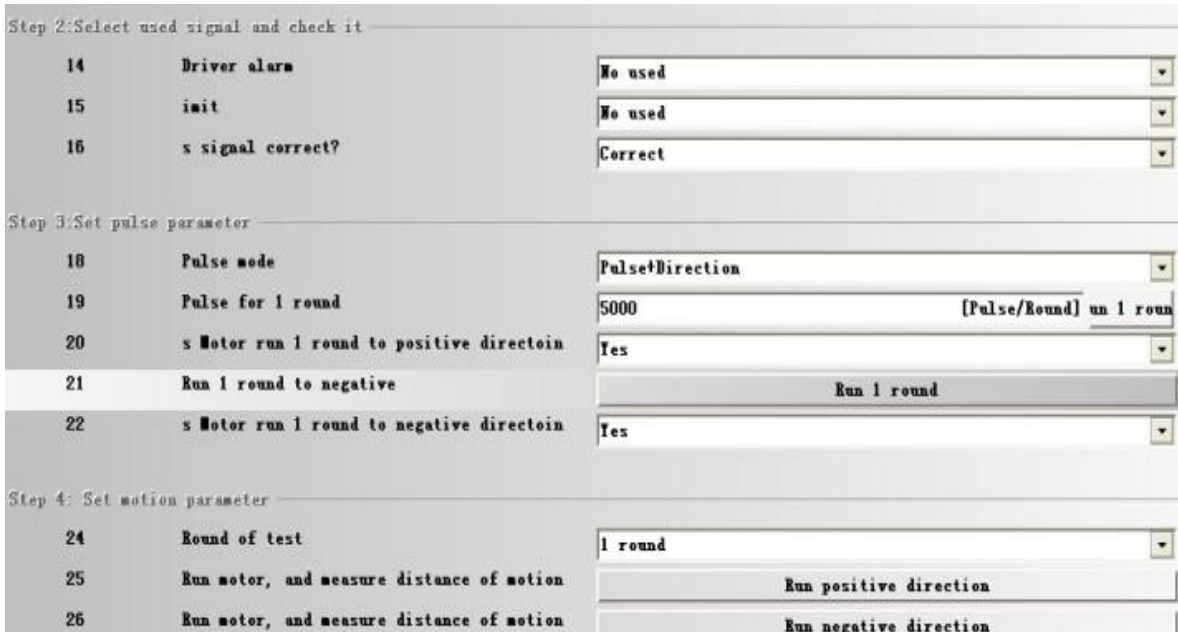 Step 2:Select used signal and check it
14 Driver alarm No used
15 imit No used
16 s signal correct? Correct
Step 3:Set pulse parameter
18 Pulse mode Pulse+Direction
19 Pulse for 1 round 5000 [Pulse/Round] un 1 roun
20 s Motor run 1 round to positive directoin Yes
21 Run 1 round to negative Run 1 round
22 s Motor run 1 round to negative directoin Yes
Step 4: Set motion parameter
24 Round of test 1 round
25 Run motor, and measure distance of motion Run positive direction
26 Run motor, and measure distance of motion Run negative direction